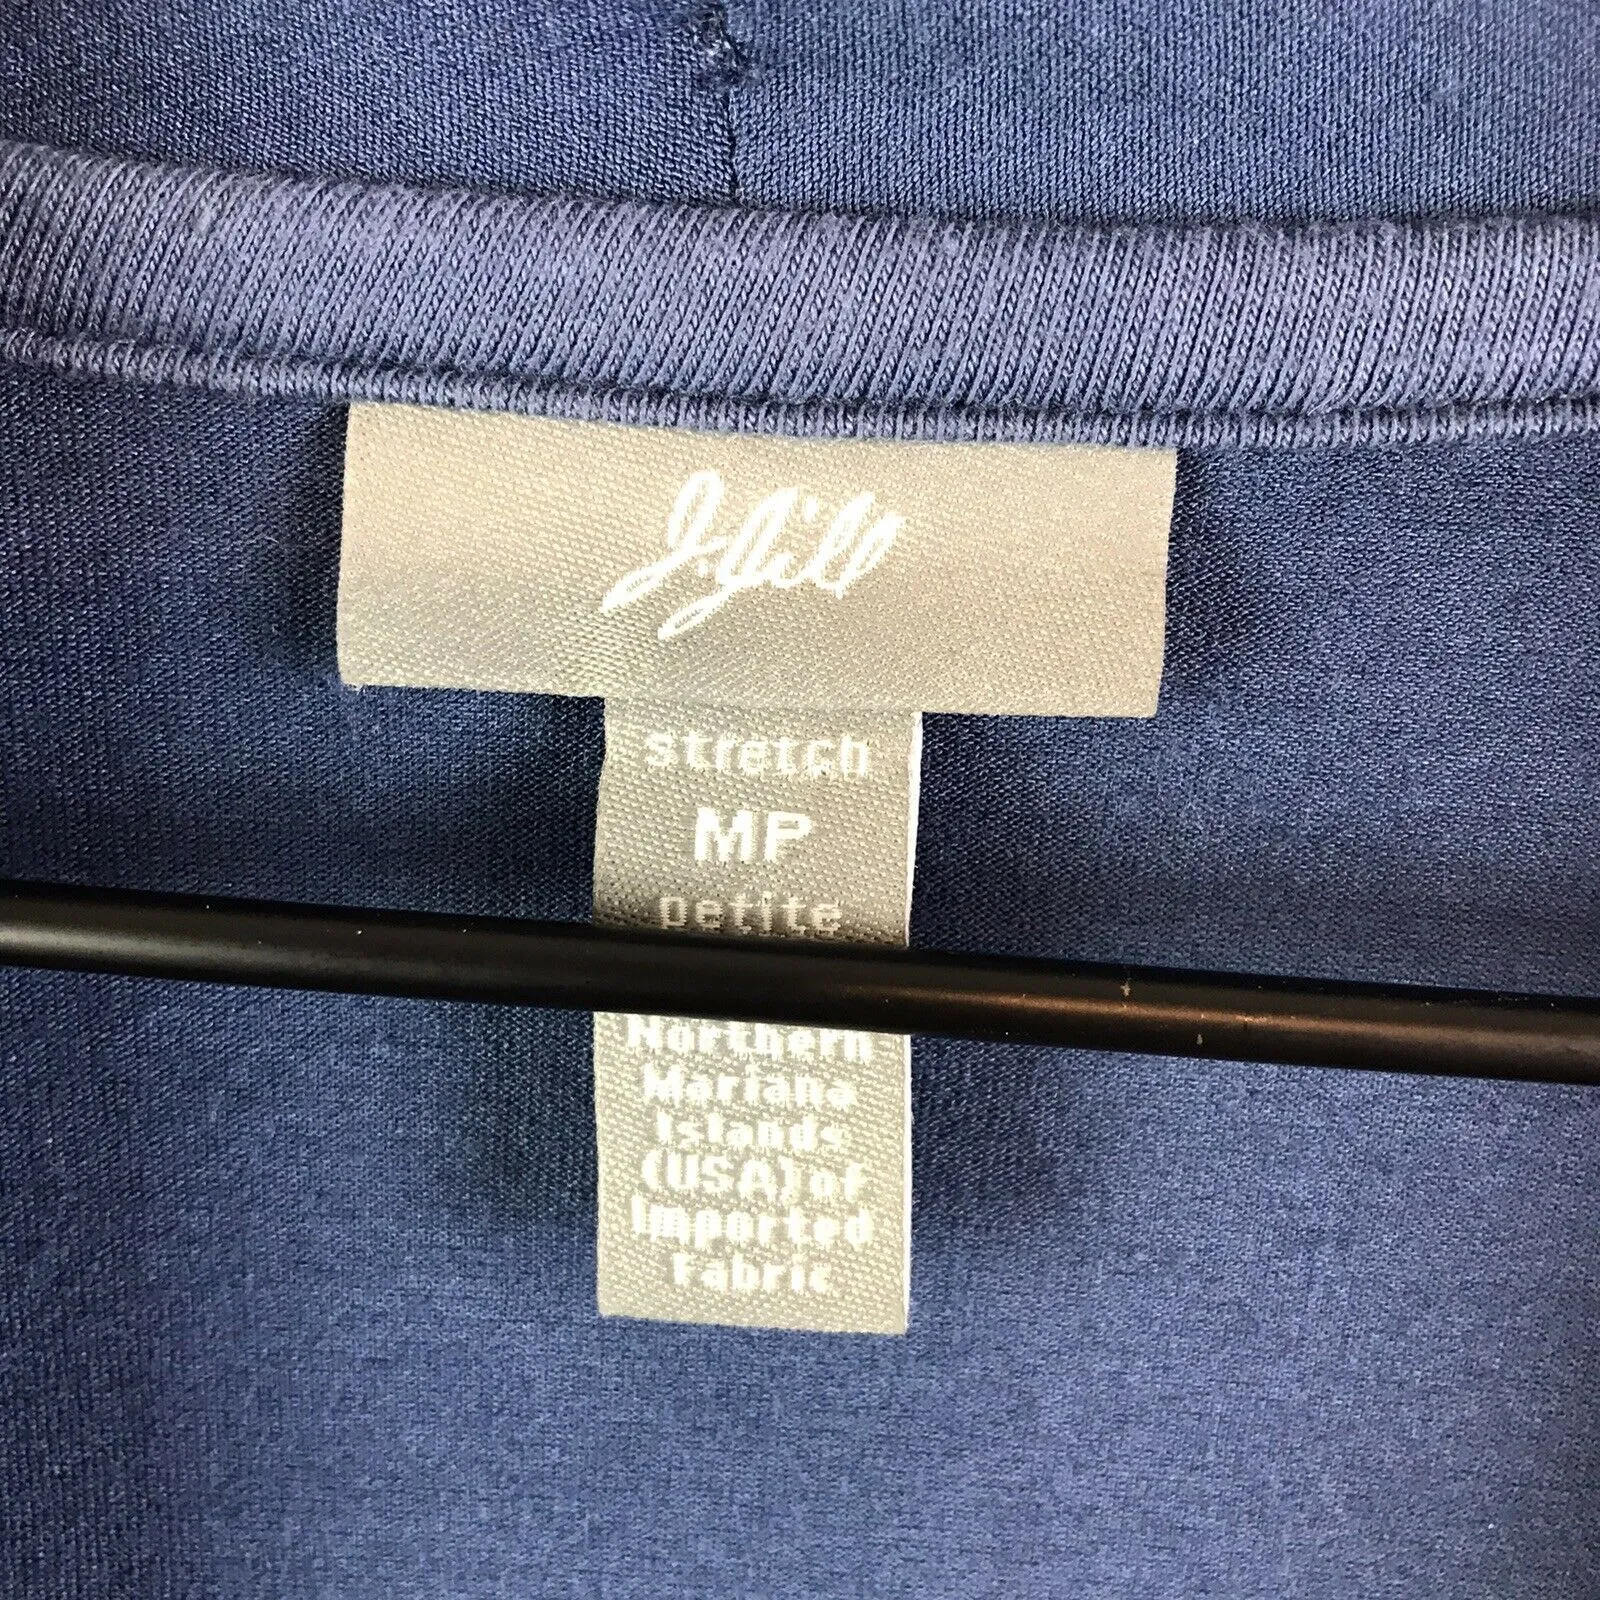 J.Jill
stretch
MP
petite
Northern
Mariana
Islands
(USA) of
Imported
Fabric